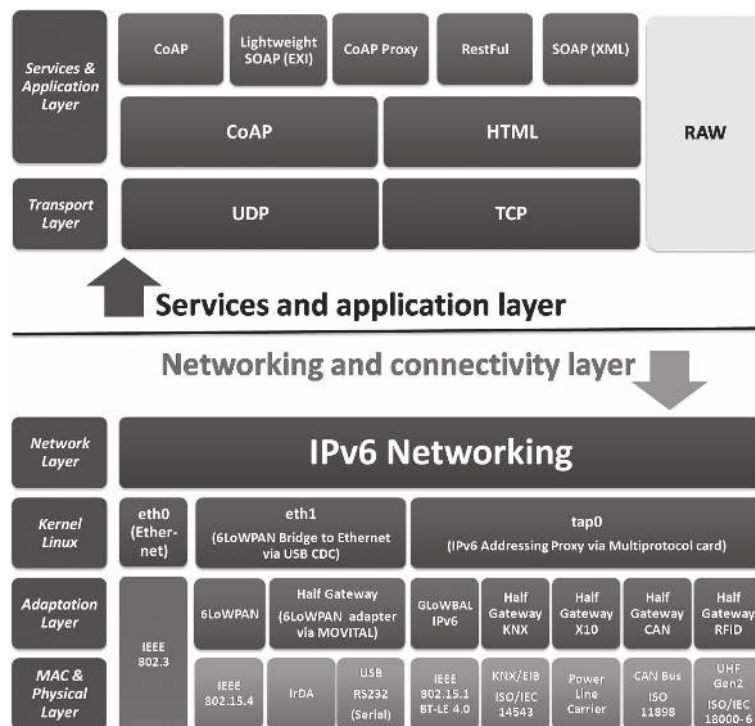 Services &
Application
Layer
CoAP
Lightweight
SOAP (EXI)
CoAP Proxy
RestFul
SOAP (XML)
RAW
CoAP
HTML
Transport
Layer
UDP
TCP
Services and application layer
Networking and connectivity layer
Network
Layer
IPv6 Networking
Kernel
Linux
eth0
(Ether-
net)
eth1
(6LoWPAN Bridge to Ethernet
via USB CDC)
tap0
(IPv6 Addressing Proxy via Multiprotocol card)
Adaptation
Layer
IEEE
802.3
6LoWPAN
Half Gateway
(6LoWPAN adapter
via MOVITAL)
GLoWBAL
IPv6
Half
Gateway
KNX
Half
Gateway
X10
Half
Gateway
CAN
Half
Gateway
RFID
MAC &
Physical
Layer
IEEE
802.15.4
IrDA
USB
RS232
(Serial)
IEEE
802.15.1
BT-LE 4.0
KNX/EIB
ISO/IEC
14543
Power
Line
Carrier
CAN Bus
ISO
11898
UHF
Gen2
ISO/IEC
18000-6